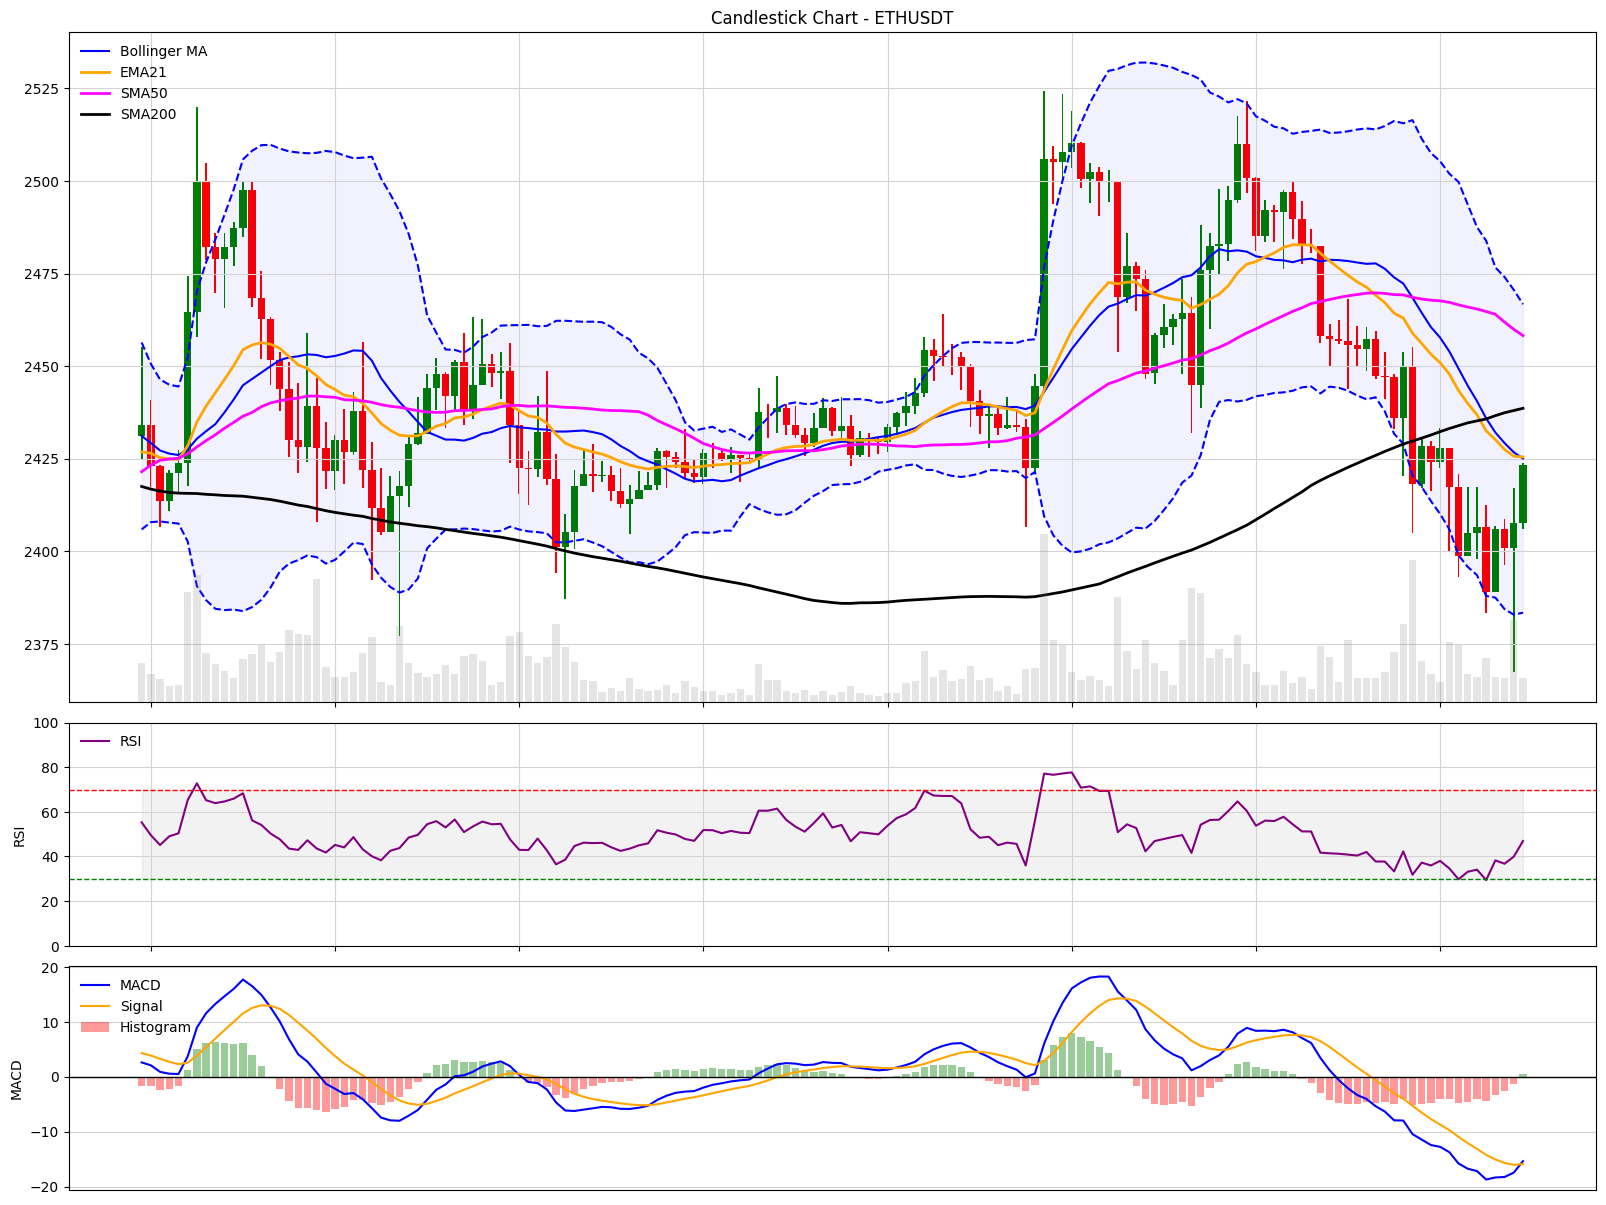 Candlestick Chart - ETHUSDT
Bollinger MA
EMA21
SMA50
SMA200
2525
2500
2475
2450
2425
2400
2375
RSI
100
80
60
40
20
0
RSI
MACD
Signal
Histogram
20
10
0
−10
−20
MACD